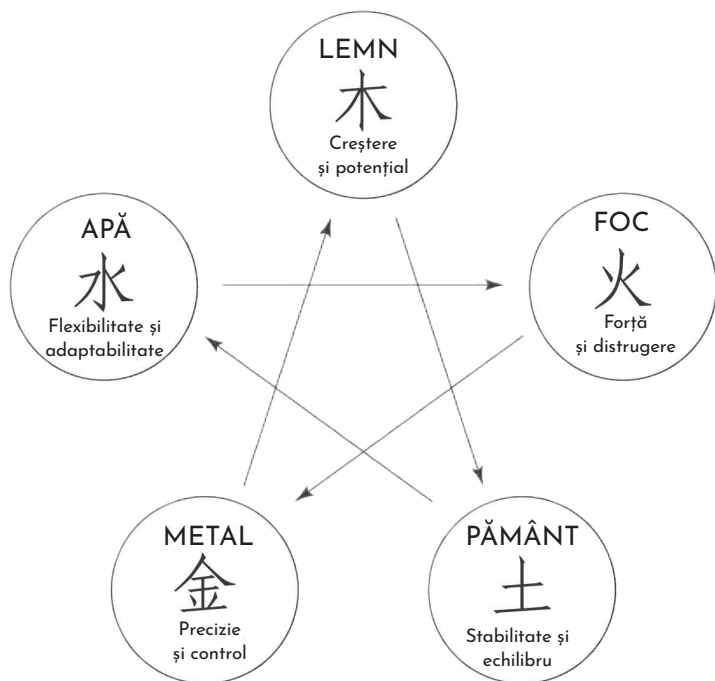 LEMN
木
Creștere
și potențial
APĂ
水
Flexibilitate și
adaptabilitate
FOC
火
Forță
și distrugere
METAL
金
Precizie
și control
PĂMÂNT
土
Stabilitate și
echilibru